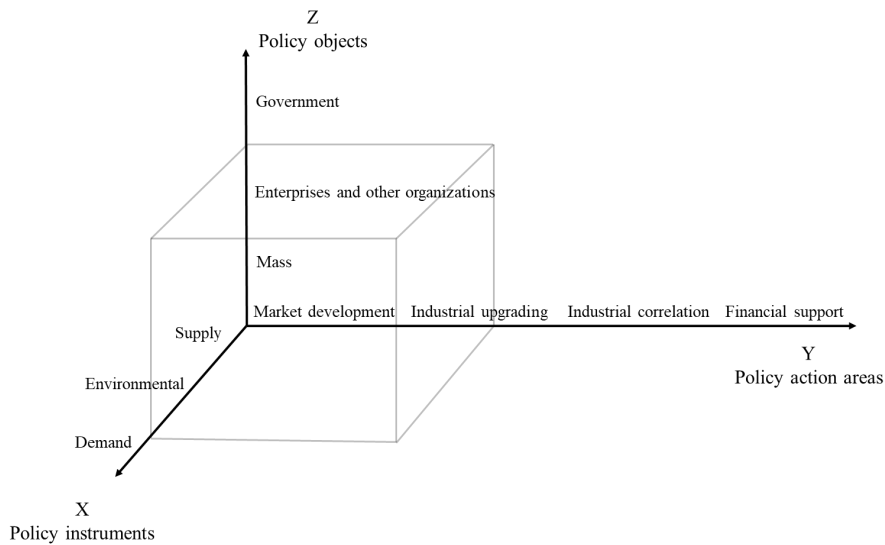 Z
Policy objects
Government
Enterprises and other organizations
Mass
Market development Industrial upgrading Industrial correlation Financial support
Supply
Y
Policy action areas
Environmental
Demand
X
Policy instruments